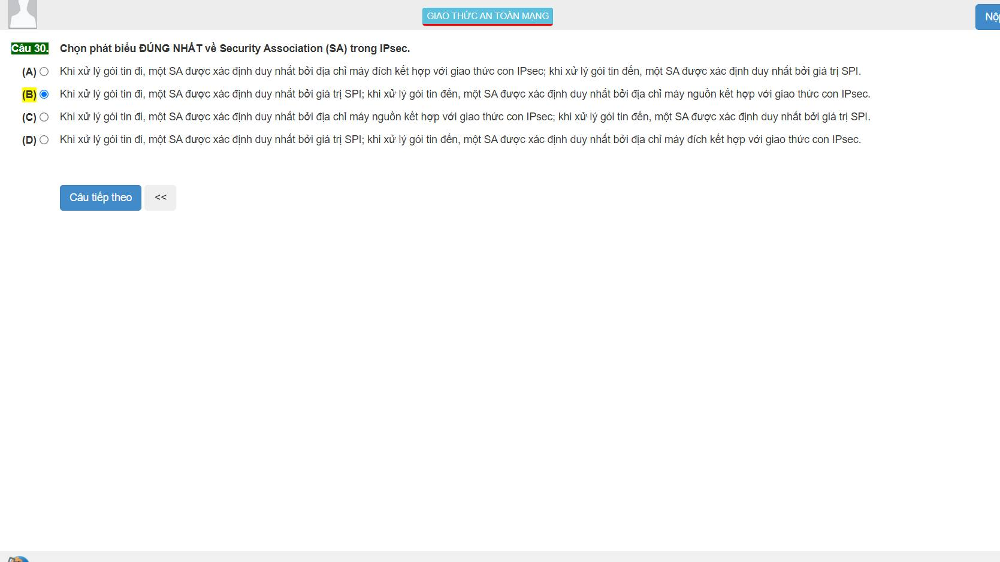 GIAO THỨC AN TOÀN MẠNG
Câu 30. Chọn phát biểu ĐÚNG NHẤT về Security Association (SA) trong IPsec.
(A) Khi xử lý gói tin đi, một SA được xác định duy nhất bởi địa chỉ máy đích kết hợp với giao thức con IPsec; khi xử lý gói tin đến, một SA được xác định duy nhất bởi giá trị SPI.
(B) Khi xử lý gói tin đi, một SA được xác định duy nhất bởi giá trị SPI; khi xử lý gói tin đến, một SA được xác định duy nhất bởi địa chỉ máy nguồn kết hợp với giao thức con IPsec.
(C) Khi xử lý gói tin đi, một SA được xác định duy nhất bởi địa chỉ máy nguồn kết hợp với giao thức con IPsec; khi xử lý gói tin đến, một SA được xác định duy nhất bởi giá trị SPI.
(D) Khi xử lý gói tin đi, một SA được xác định duy nhất bởi giá trị SPI; khi xử lý gói tin đến, một SA được xác định duy nhất bởi địa chỉ máy đích kết hợp với giao thức con IPsec.
Câu tiếp theo <<